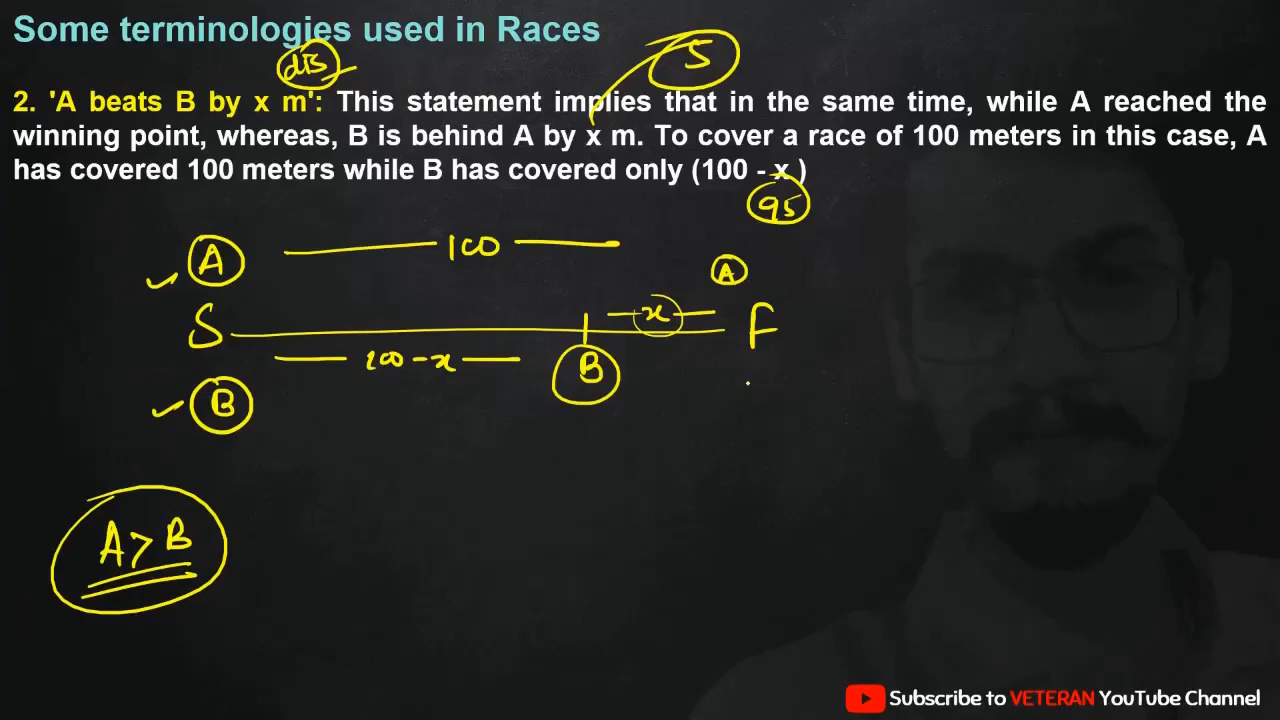 Some terminologies used in Races
dis
5
2. 'A beats B by x m': This statement implies that in the same time, while A reached the
winning point, whereas, B is behind A by x m. To cover a race of 100 meters in this case, A
has covered 100 meters while B has covered only (100 - x )
95
A 100
A
S x F
100-x B
B
A > B
Subscribe to VETERAN YouTube Channel